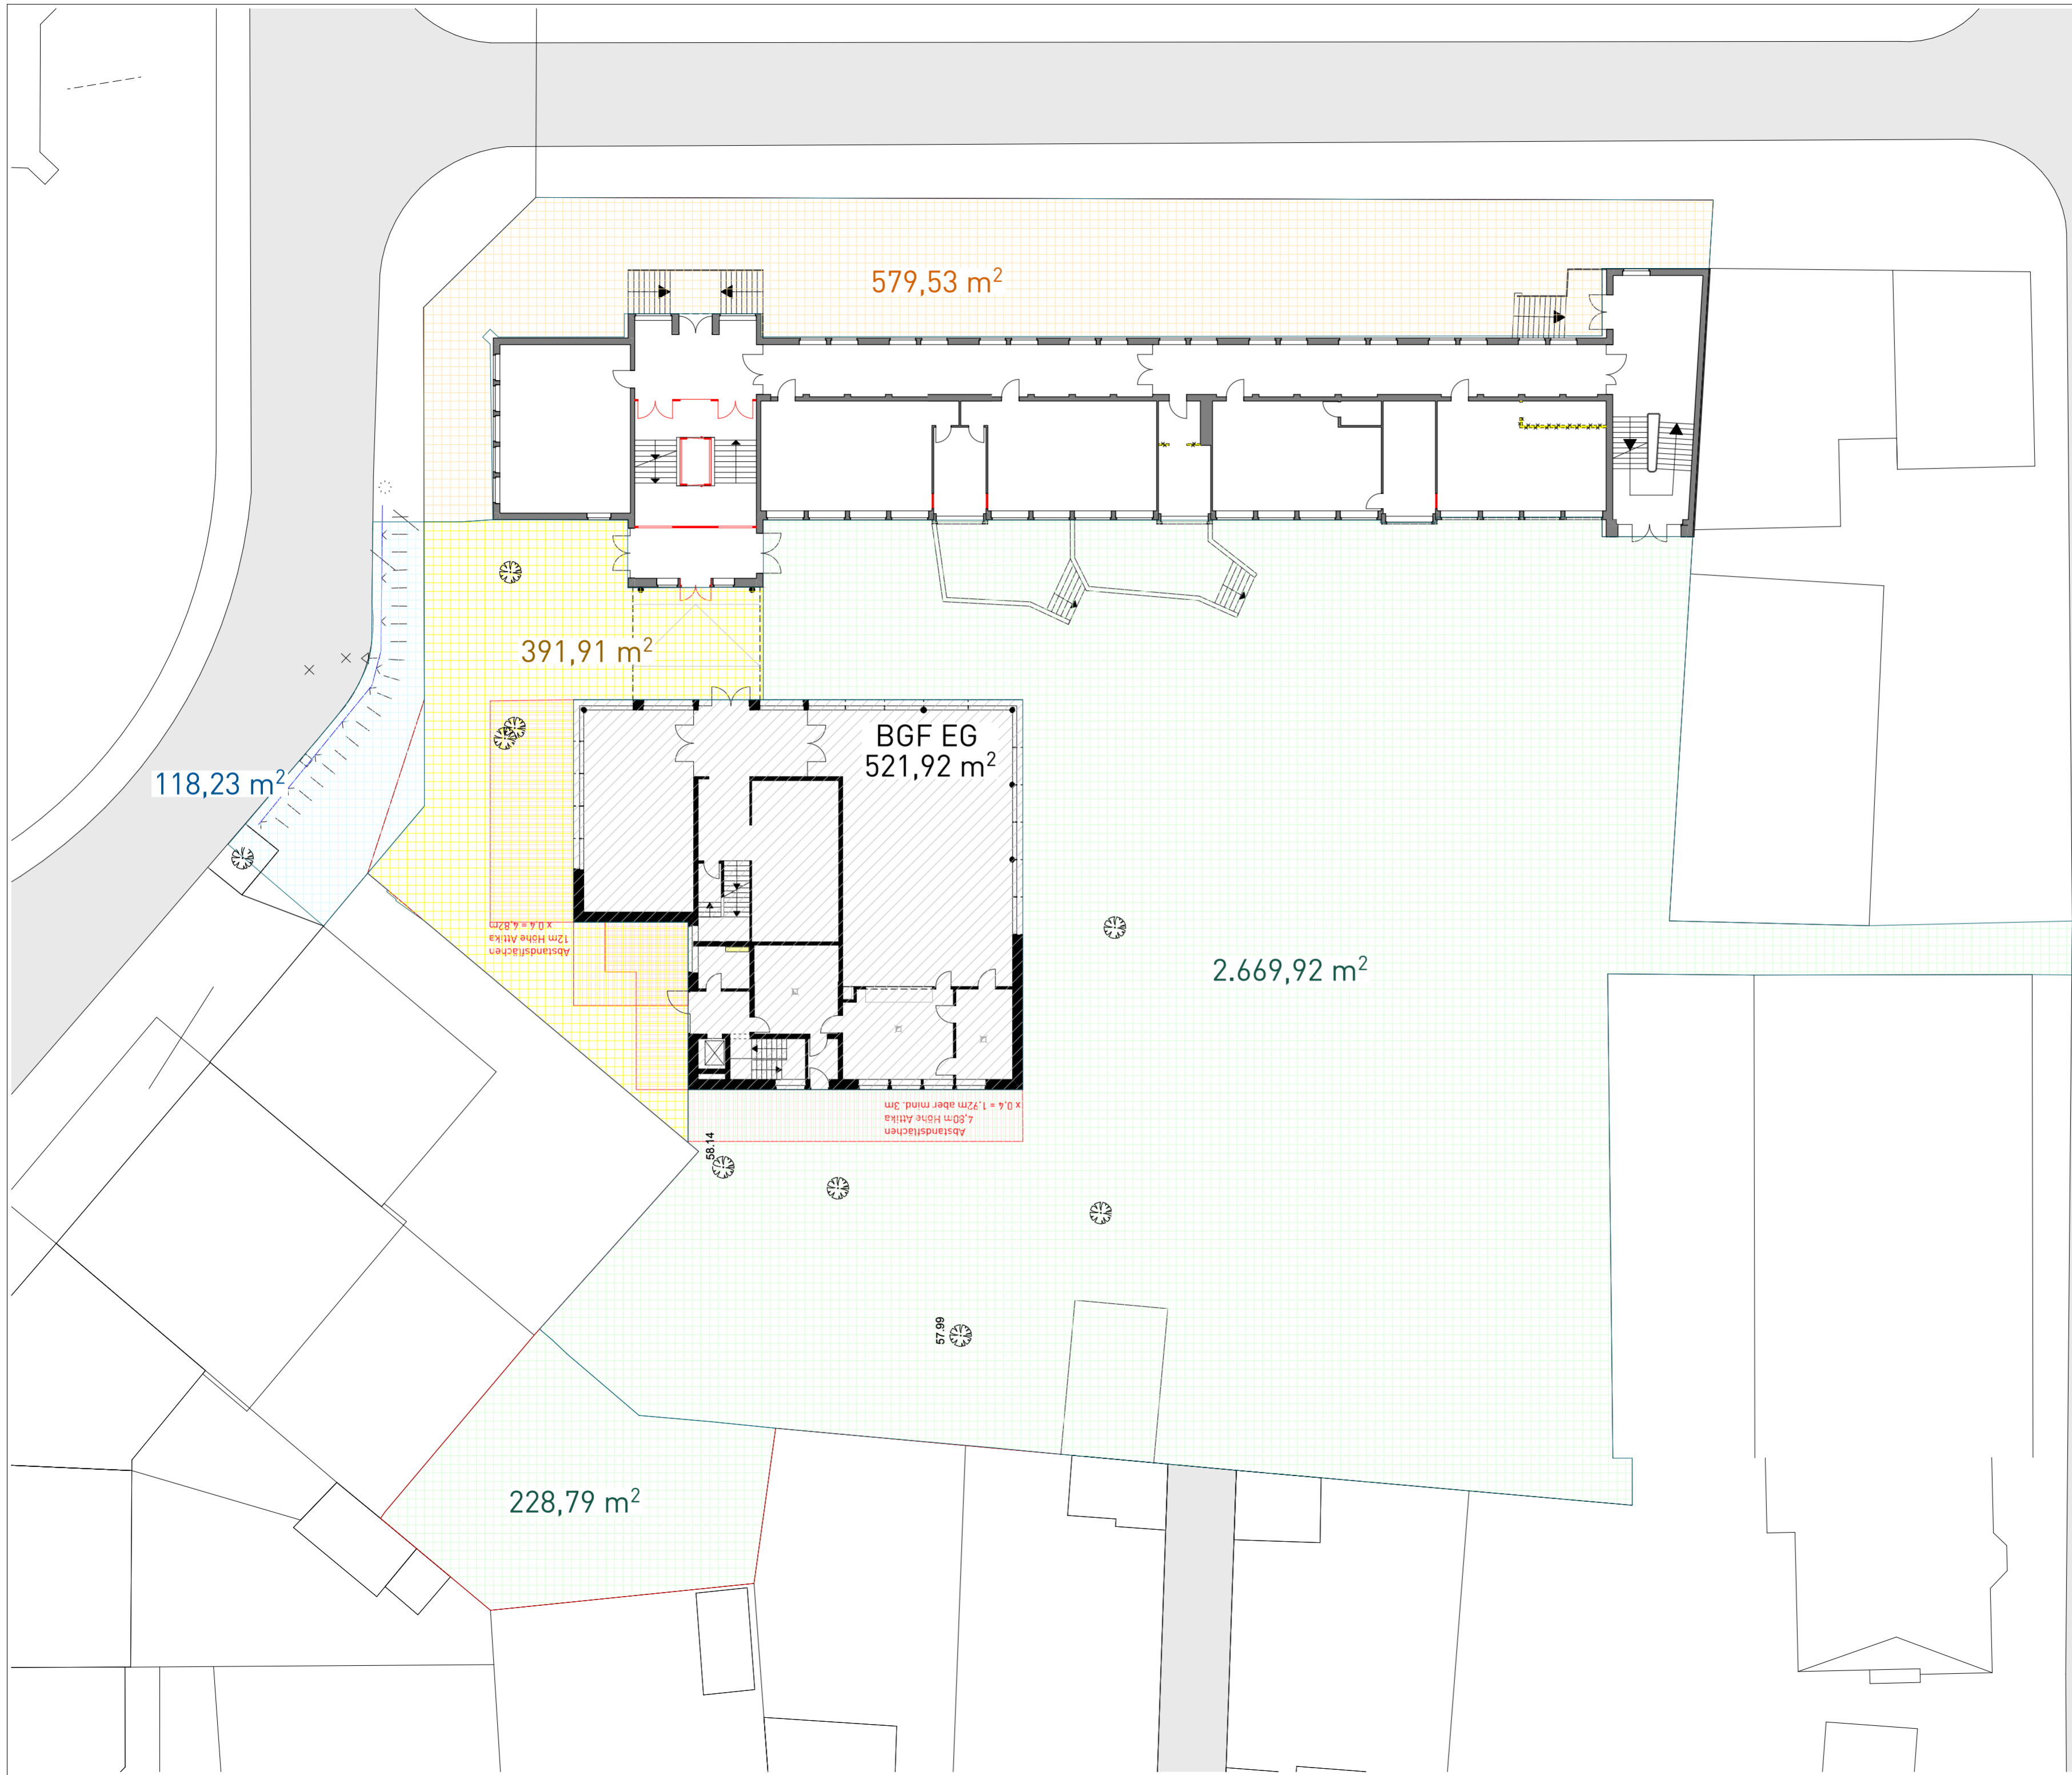 579,53 m²
391,91 m²
BGF EG
521,92 m²
118,23 m²
Abstandsflächen
12m Höhe Attika
x 0,4 = 4,82m
2.669,92 m²
Abstandsflächen
4,80m Höhe Attika
x 0,4 = 1,92m aber mind. 3m
58.14
57.99
228,79 m²